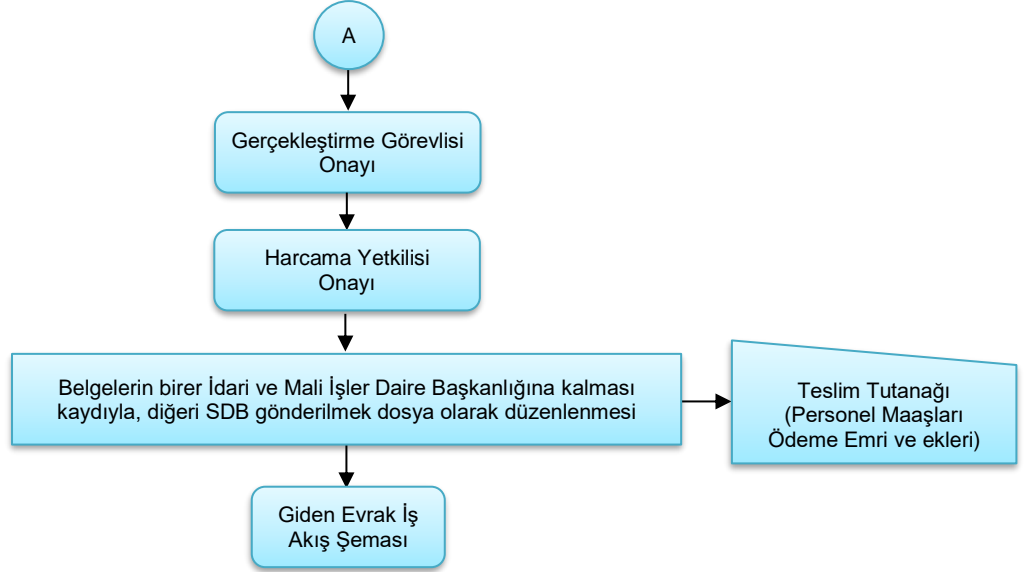 A
Gerçekleştirme Görevlisi
Onayı
Harcama Yetkilisi
Onayı
Belgelerin birer İdari ve Mali İşler Daire Başkanlığına kalması
kaydıyla, diğeri SDB gönderilmek dosya olarak düzenlenmesi
Teslim Tutanağı
(Personel Maaşları
Ödeme Emri ve ekleri)
Giden Evrak İş
Akış Şeması